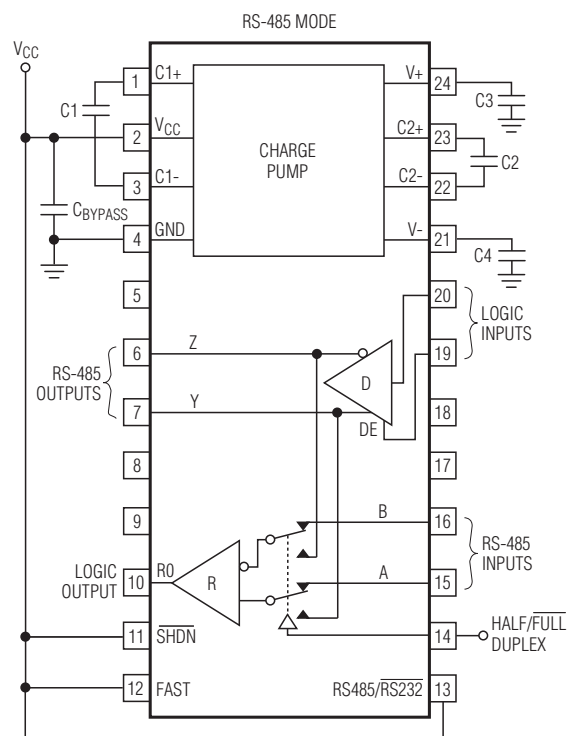 RS-485 MODE
VCC
C1
1
C1+
2
VCC
3
C1-
CBYPASS
4
GND
CHARGE
PUMP
V+
24
C3
C2+
23
C2-
22
C2
V-
21
C4
5
20
LOGIC
INPUTS
19
RS-485
OUTPUTS
6
Z
7
Y
D
DE
18
8
17
9
B
16
RS-485
INPUTS
LOGIC
OUTPUT
10
R0
R
A
15
11
SHDN
14
HALF/FULL
DUPLEX
12
FAST
RS485/RS232
13